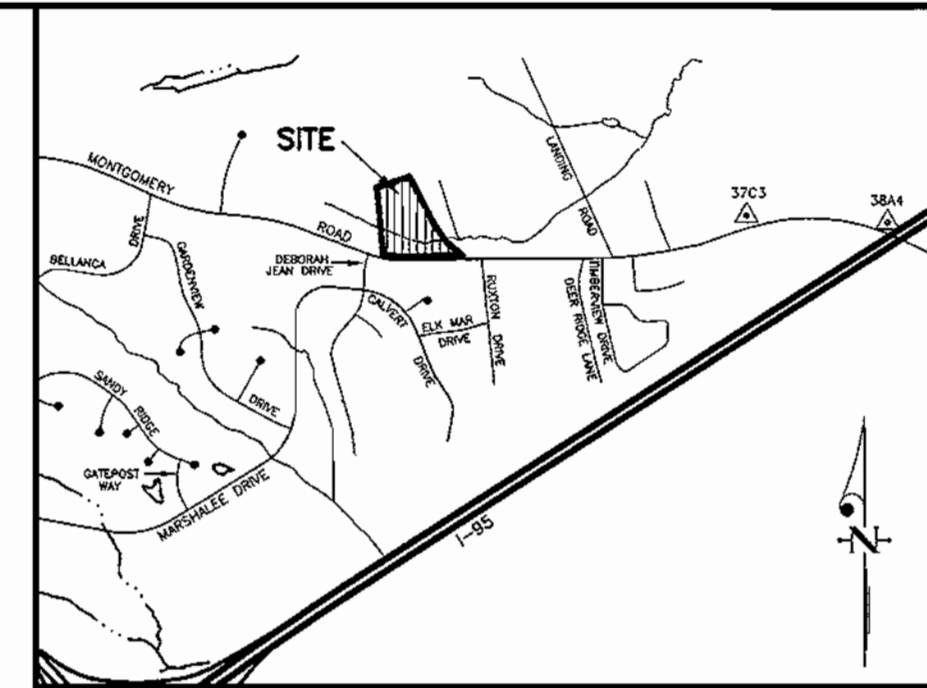 SITE
MONTGOMERY
ROAD
LANDING
ROAD
37C3
38A4
BELLANCA
DRIVE
GARDENVIEW
DRIVE
DEBORAH
JEAN DRIVE
CALVERT
DRIVE
ELK MAR
DRIVE
RUXTON DRIVE
DEER RIDGE LANE
TIMBERVIEW DRIVE
SANDY
RIDGE
GATEPOST
WAY
MARSHALEE DRIVE
I-95
N